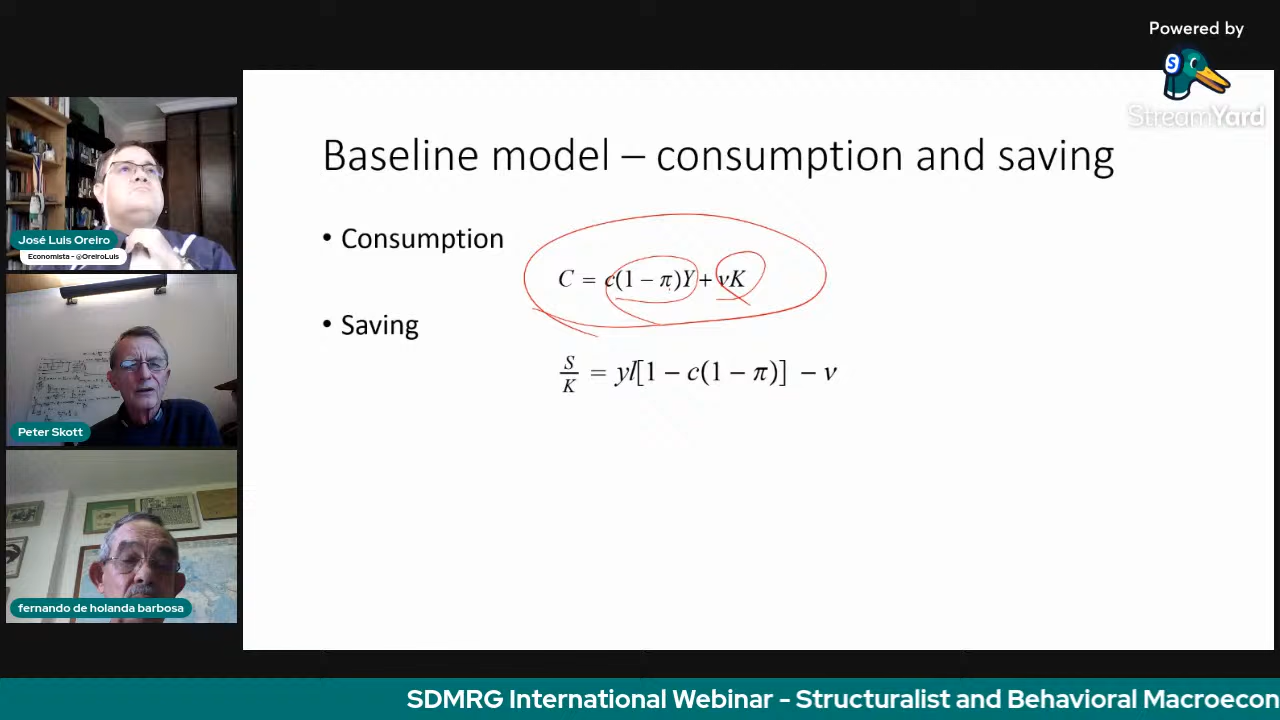 Powered by
StreamYard
Baseline model – consumption and saving
• Consumption
C = c(1 − π)Y + νK
• Saving
S/K = yl[1 − c(1 − π)] − ν
José Luis Oreiro
Economista - @OreiroLuis
Peter Skott
fernando de holanda barbosa
SDMRG International Webinar - Structuralist and Behavioral Macroecon